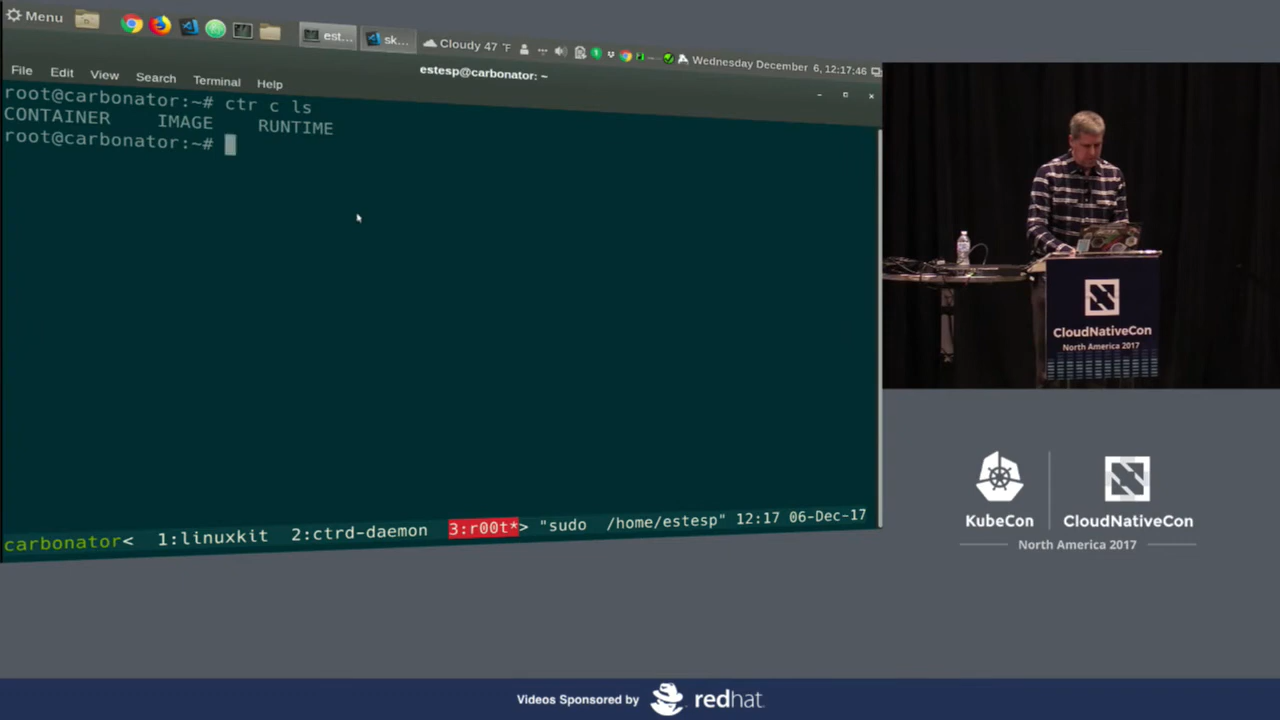 Menu
est...
sk...
Cloudy 47 °F
Wednesday December 6, 12:17:46
estesp@carbonator: ~
File Edit View Search Terminal Help
root@carbonator:~# ctr c ls
CONTAINER IMAGE RUNTIME
root@carbonator:~#
carbonator< 1:linuxkit 2:ctrd-daemon 3:r00t*> "sudo /home/estesp" 12:17 06-Dec-17
CloudNativeCon
North America 2017
KubeCon
CloudNativeCon
North America 2017
Videos Sponsored by redhat.